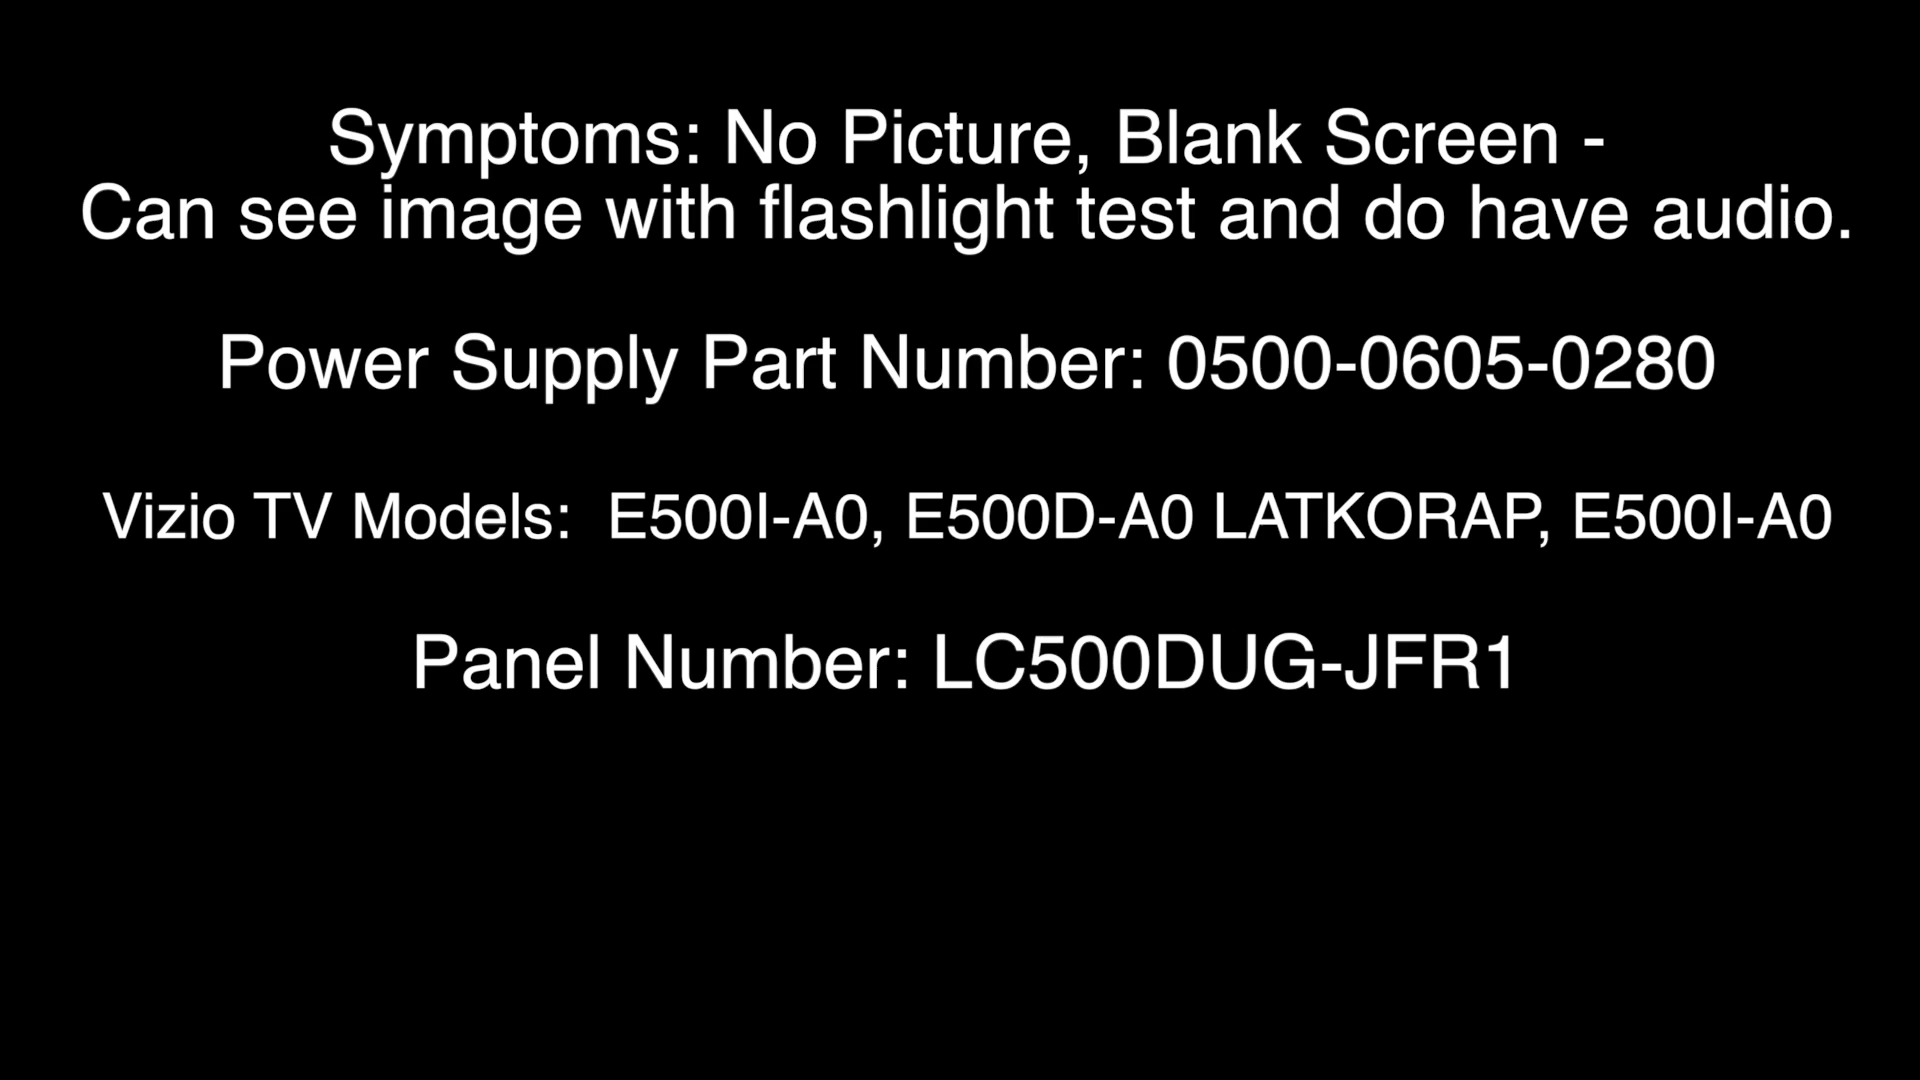 Symptoms: No Picture, Blank Screen -
Can see image with flashlight test and do have audio.
Power Supply Part Number: 0500-0605-0280
Vizio TV Models:  E500I-A0, E500D-A0 LATKORAP, E500I-A0
Panel Number: LC500DUG-JFR1